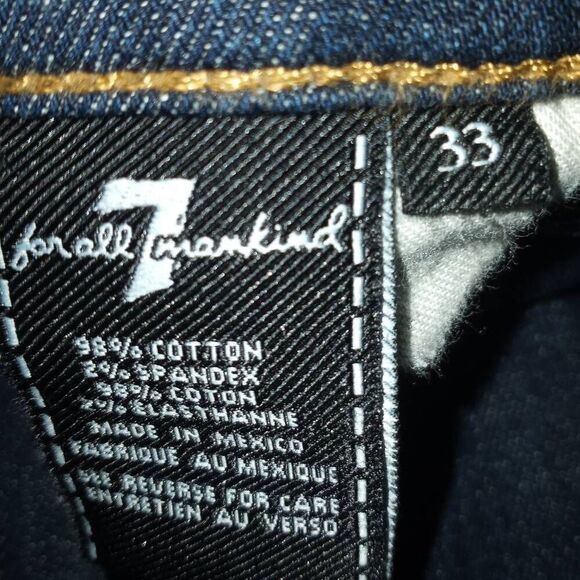 33
for all 7 mankind
98% COTTON
2% SPANDEX
98% COTON
2% ELASTHANNE
MADE IN MEXICO
FABRIQUE AU MEXIQUE
SEE REVERSE FOR CARE
ENTRETIEN AU VERSO